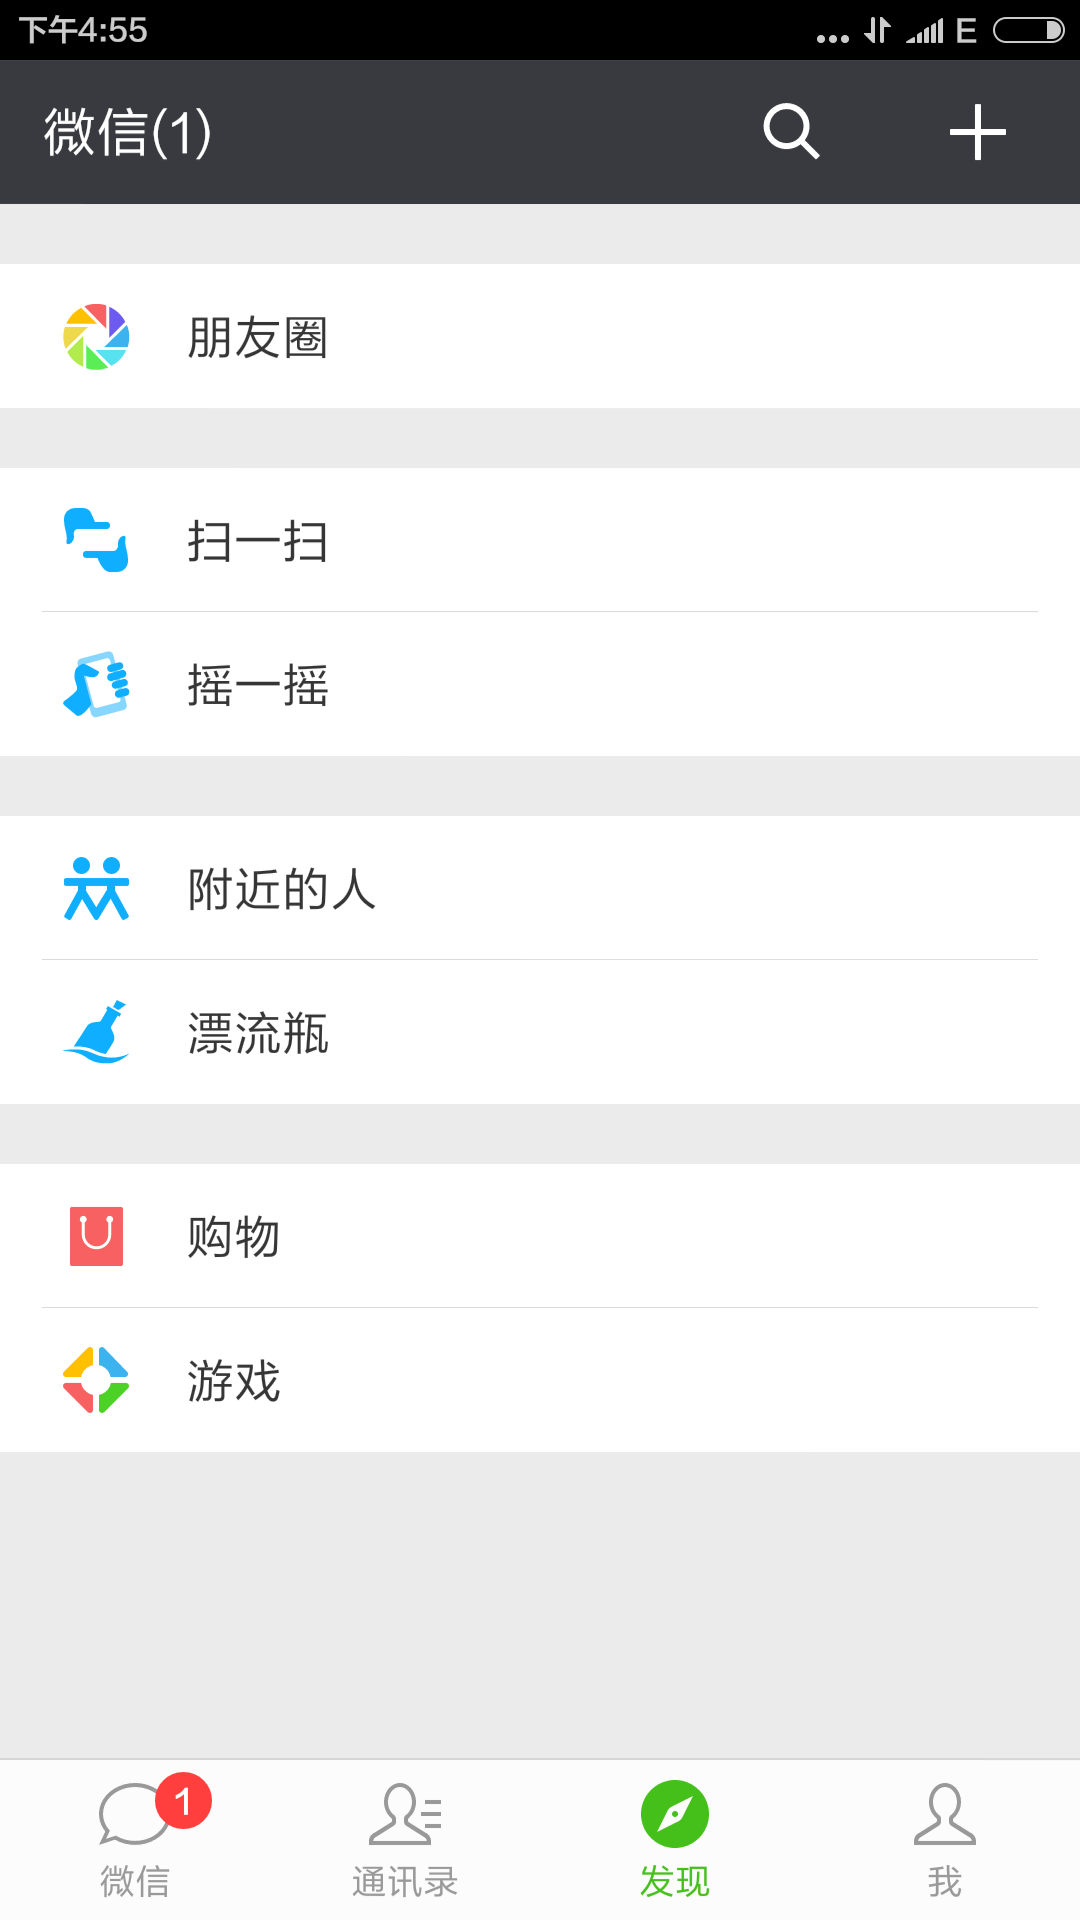 下午4:55
E
微信(1)
朋友圈
扫一扫
摇一摇
附近的人
漂流瓶
购物
游戏
1
微信
通讯录
发现
我